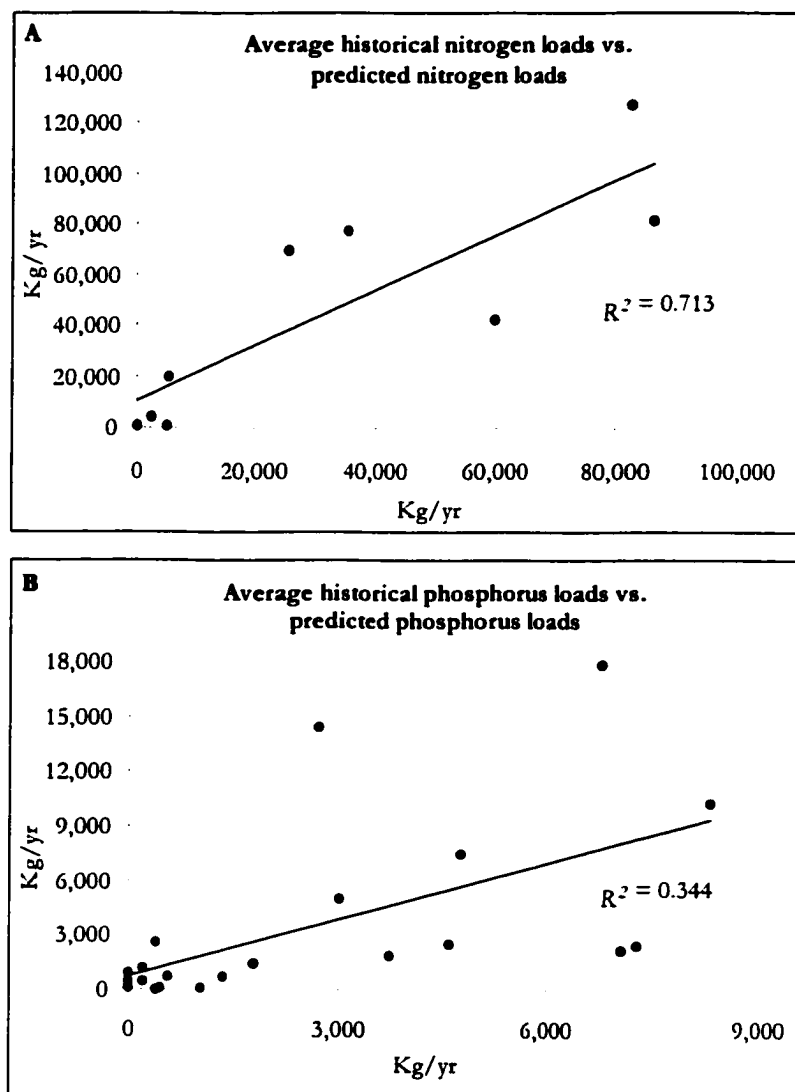 A
Average historical nitrogen loads vs.
predicted nitrogen loads
140,000
120,000
100,000
80,000
60,000
40,000
20,000
0
Kg/yr
R² = 0.713
0 20,000 40,000 60,000 80,000 100,000
Kg/yr
B
Average historical phosphorus loads vs.
predicted phosphorus loads
18,000
15,000
12,000
9,000
6,000
3,000
0
Kg/yr
R² = 0.344
0 3,000 6,000 9,000
Kg/yr